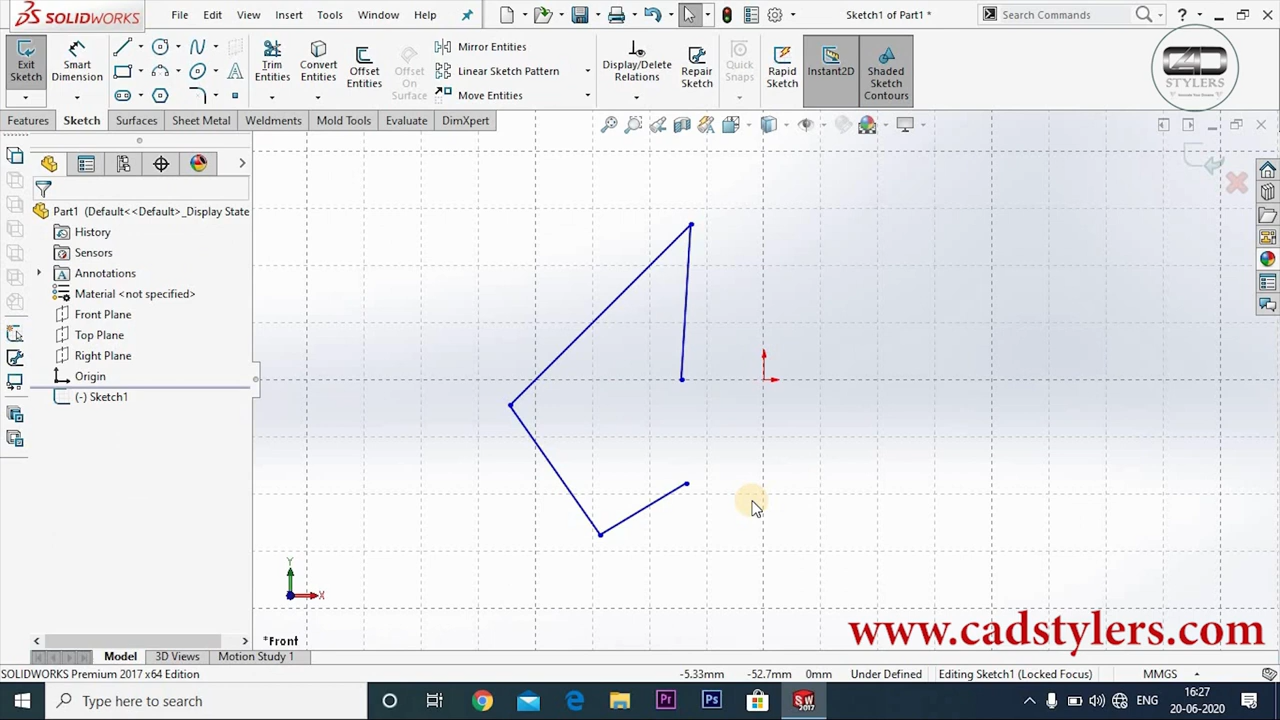 SOLIDWORKS File Edit View Insert Tools Window Help Sketch1 of Part1 * Search Commands ?
Exit Sketch
Smart Dimension
Trim Entities
Convert Entities
Offset Entities
Offset On Surface
Mirror Entities
Linear Sketch Pattern
Move Entities
Display/Delete Relations
Repair Sketch
Quick Snaps
Rapid Sketch
Instant2D
Shaded Sketch Contours
STYLERS
Features Sketch Surfaces Sheet Metal Weldments Mold Tools Evaluate DimXpert
Part1 (Default<<Default>_Display State
History
Sensors
Annotations
Material <not specified>
Front Plane
Top Plane
Right Plane
Origin
(-) Sketch1
Y
X
*Front
www.cadstylers.com
Model 3D Views Motion Study 1
SOLIDWORKS Premium 2017 x64 Edition -5.33mm -52.7mm 0mm Under Defined Editing Sketch1 (Locked Focus) MMGS
Type here to search
Pr
Ps
SW
2017
ENG
16:27
20-06-2020